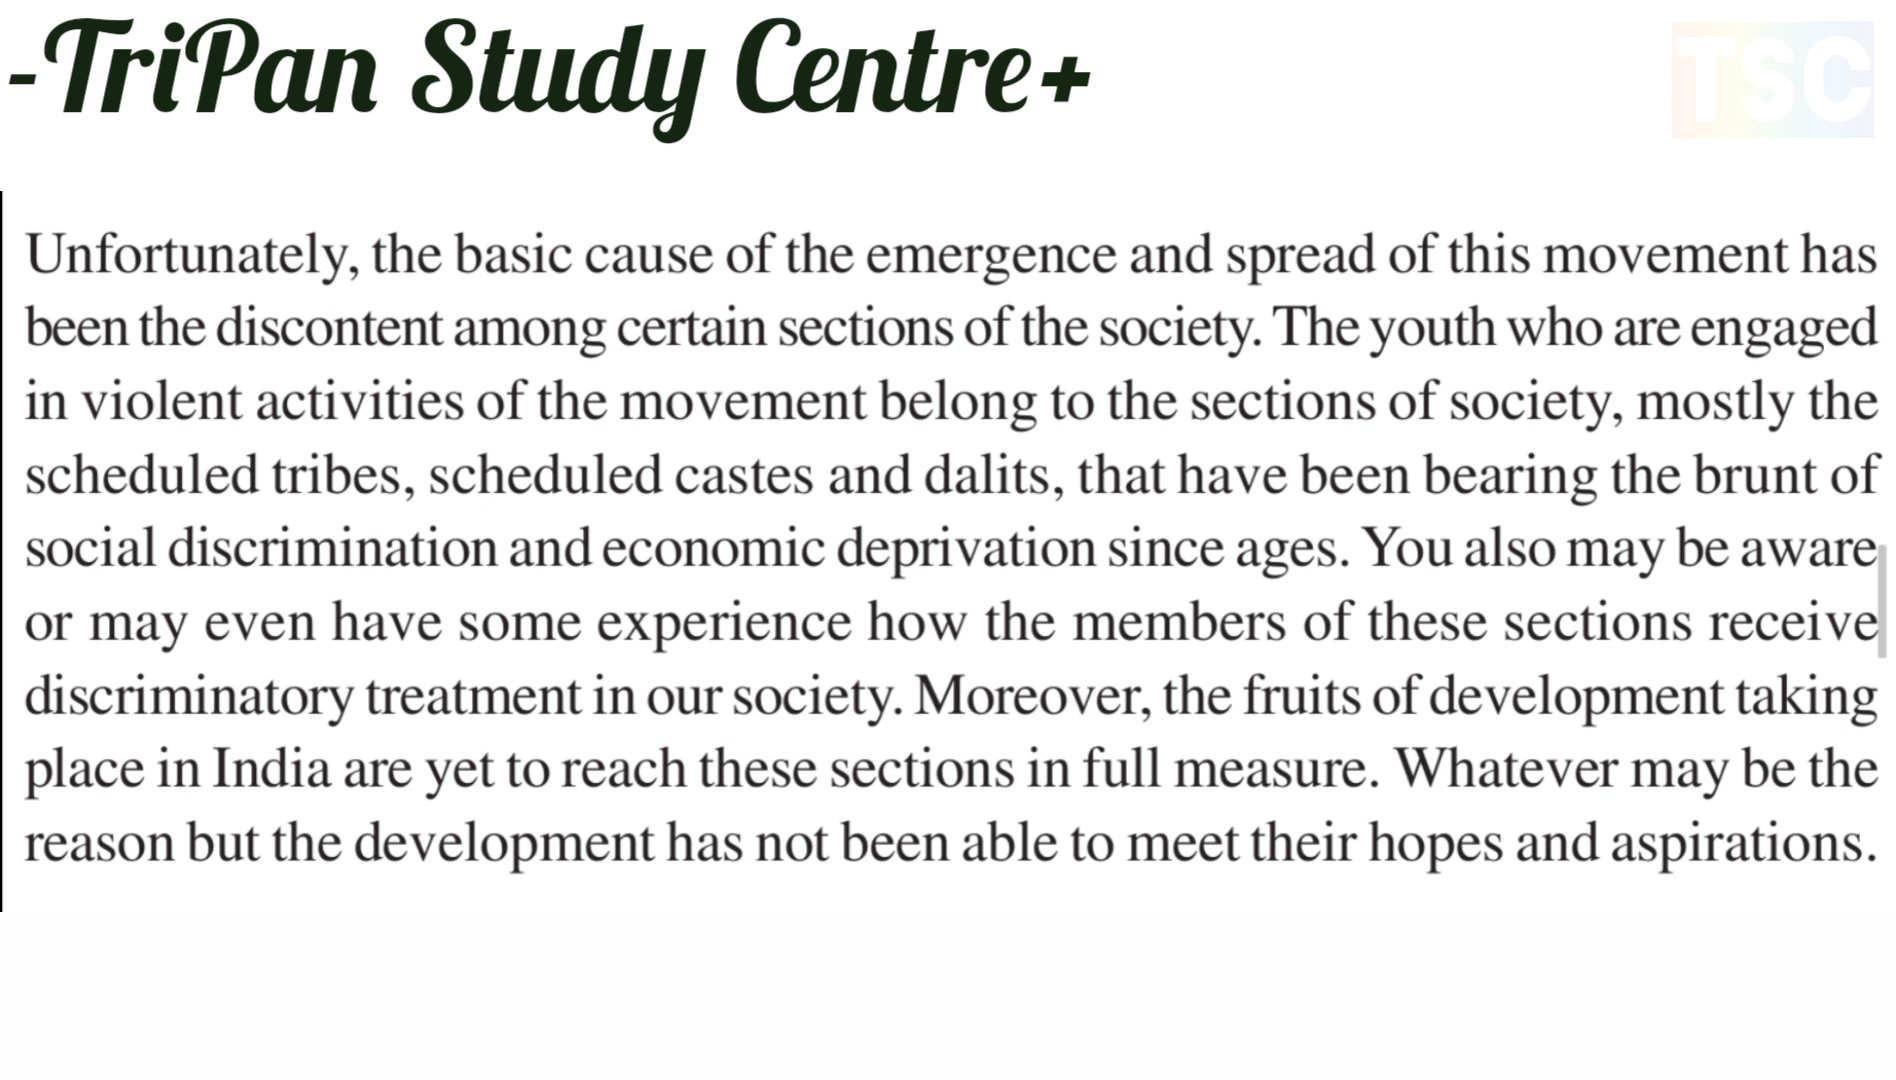 -TriPan Study Centre+
TSC
Unfortunately, the basic cause of the emergence and spread of this movement has
been the discontent among certain sections of the society. The youth who are engaged
in violent activities of the movement belong to the sections of society, mostly the
scheduled tribes, scheduled castes and dalits, that have been bearing the brunt of
social discrimination and economic deprivation since ages. You also may be aware
or may even have some experience how the members of these sections receive
discriminatory treatment in our society. Moreover, the fruits of development taking
place in India are yet to reach these sections in full measure. Whatever may be the
reason but the development has not been able to meet their hopes and aspirations.